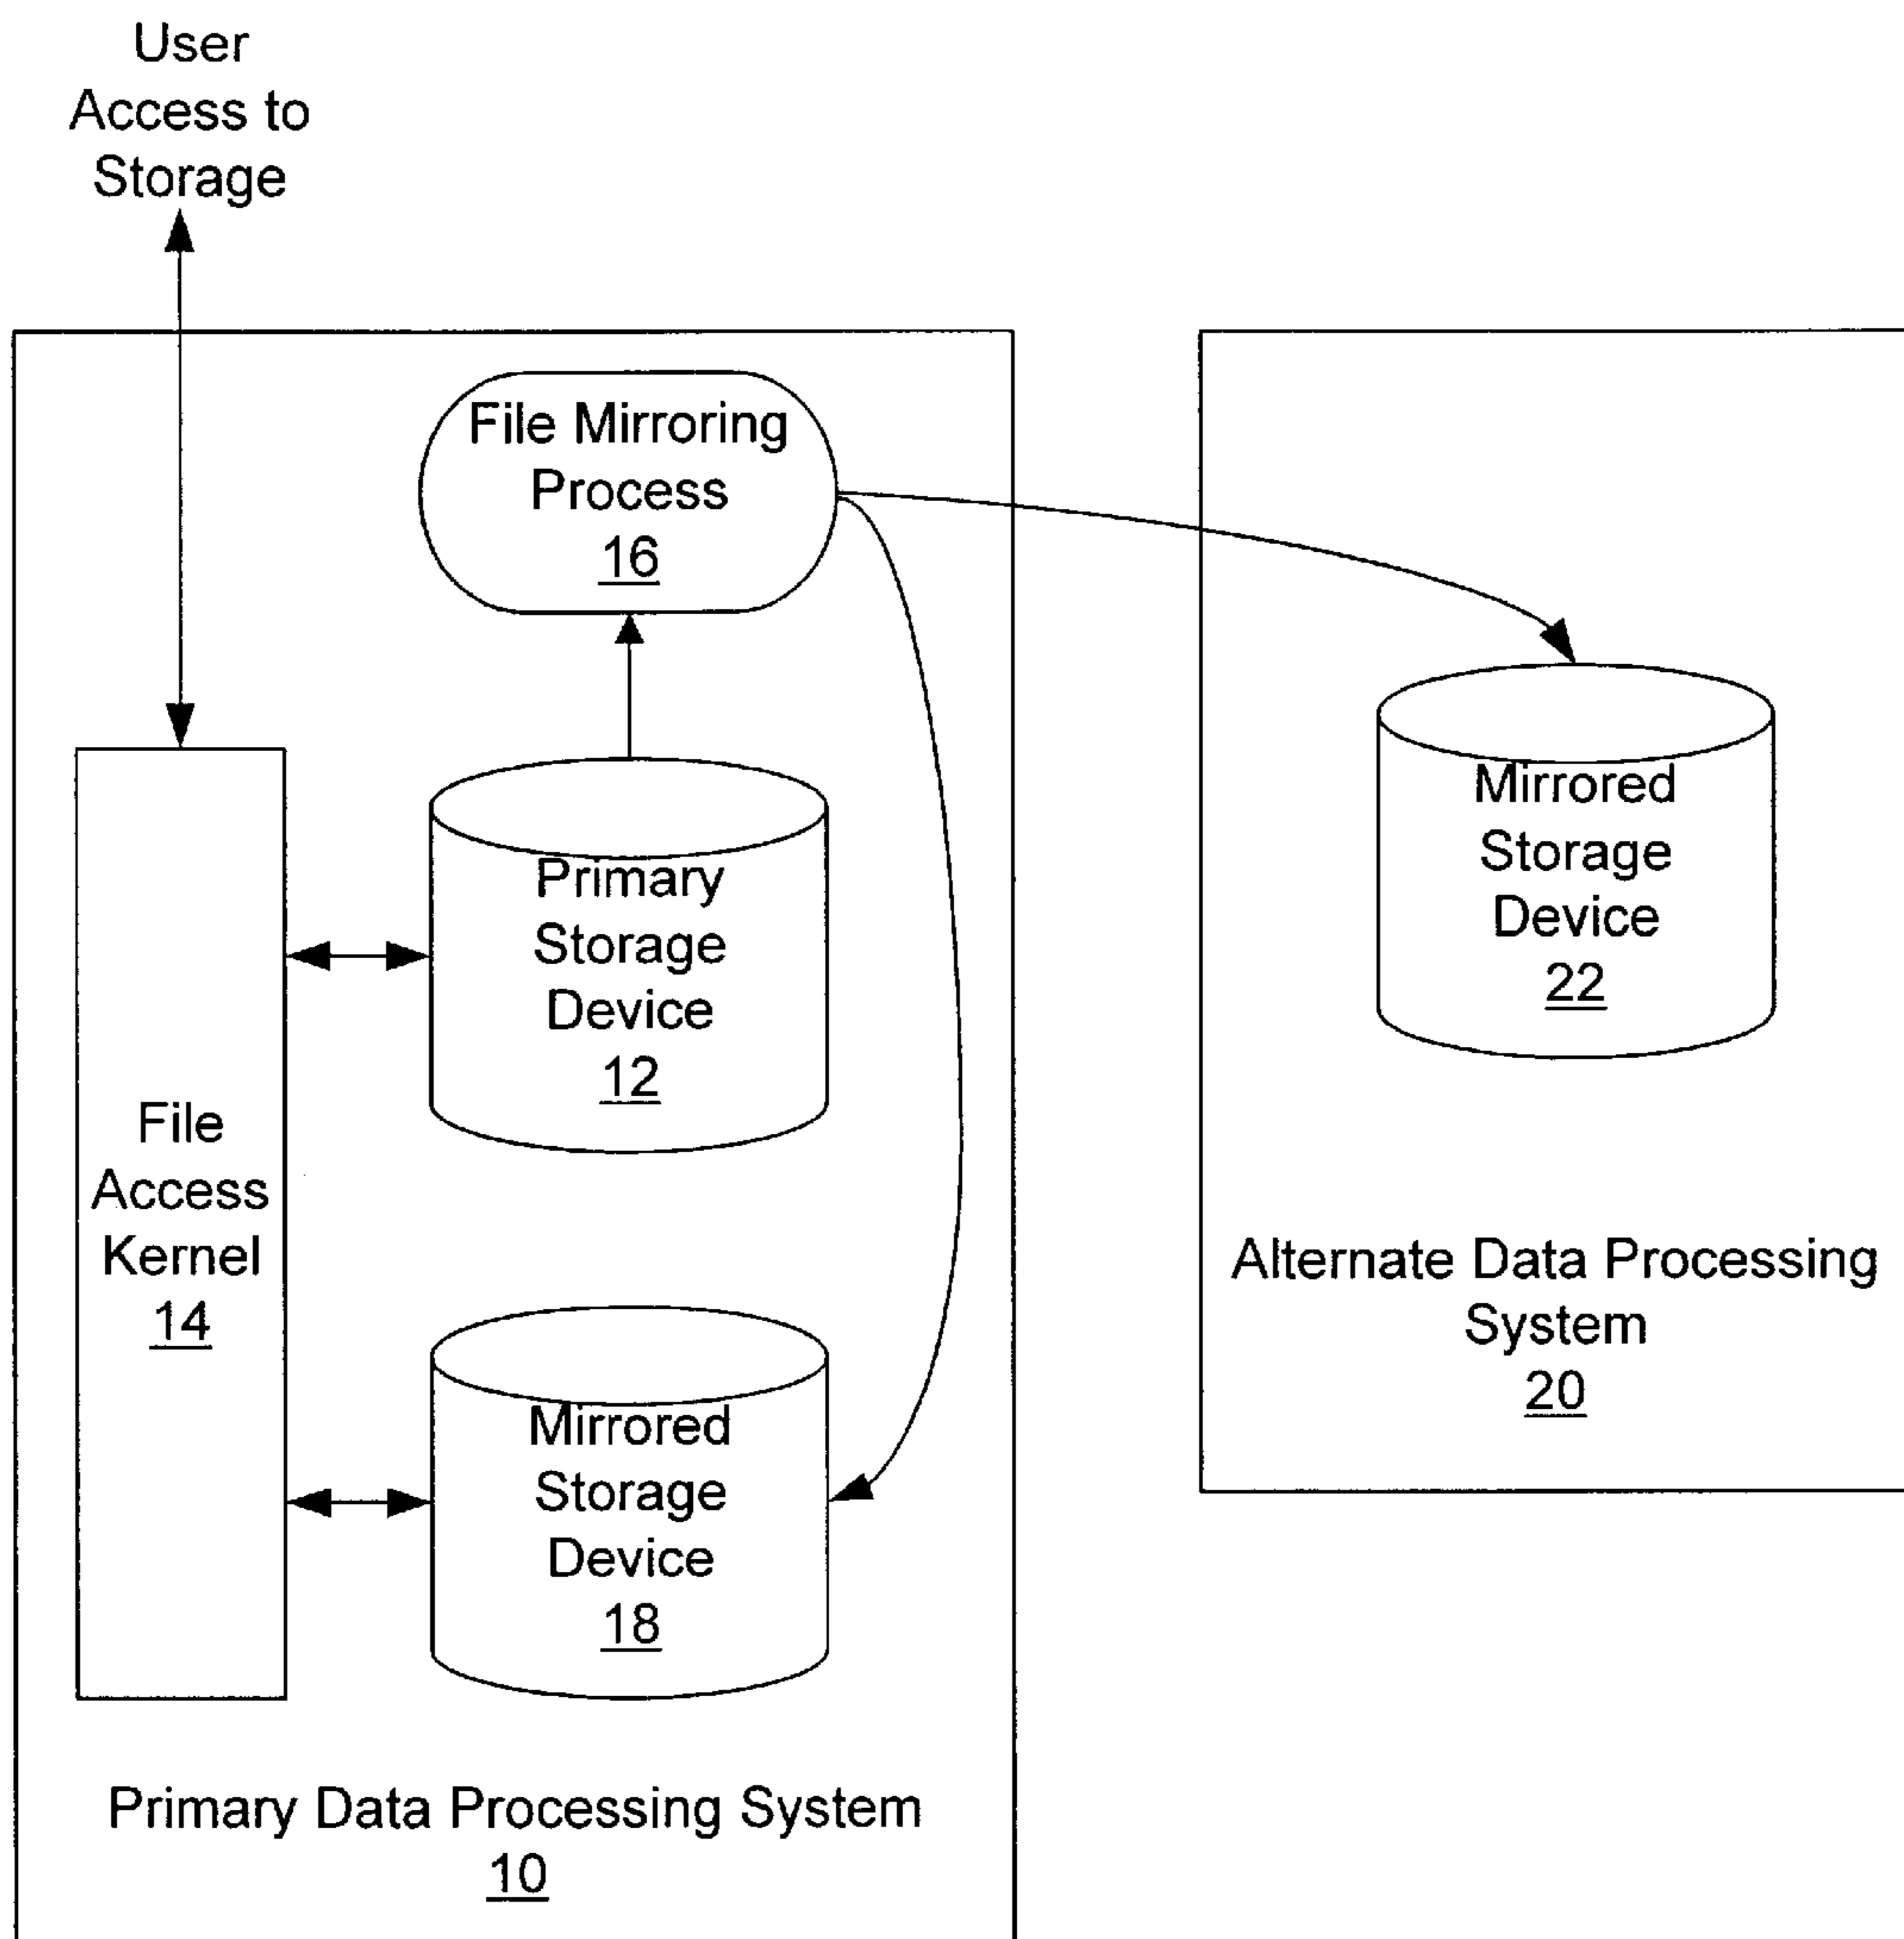 User
Access to
Storage
File Mirroring
Process
16
Primary
Storage
Device
12
Mirrored
Storage
Device
22
File
Access
Kernel
14
Alternate Data Processing
System
20
Mirrored
Storage
Device
18
Primary Data Processing System
10